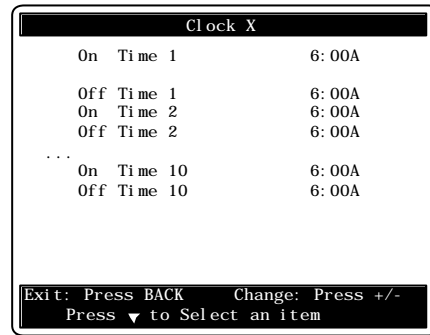 Clock X
On Time 1 6:00A
Off Time 1 6:00A
On Time 2 6:00A
Off Time 2 6:00A
...
On Time 10 6:00A
Off Time 10 6:00A
Exit: Press BACK Change: Press +/-
Press ▼ to Select an item